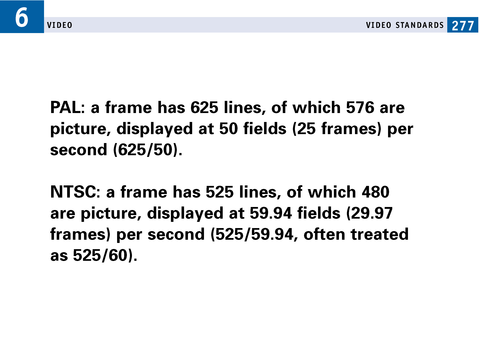 6
VIDEO
VIDEO STANDARDS 277
PAL: a frame has 625 lines, of which 576 are
picture, displayed at 50 fields (25 frames) per
second (625/50).
NTSC: a frame has 525 lines, of which 480
are picture, displayed at 59.94 fields (29.97
frames) per second (525/59.94, often treated
as 525/60).